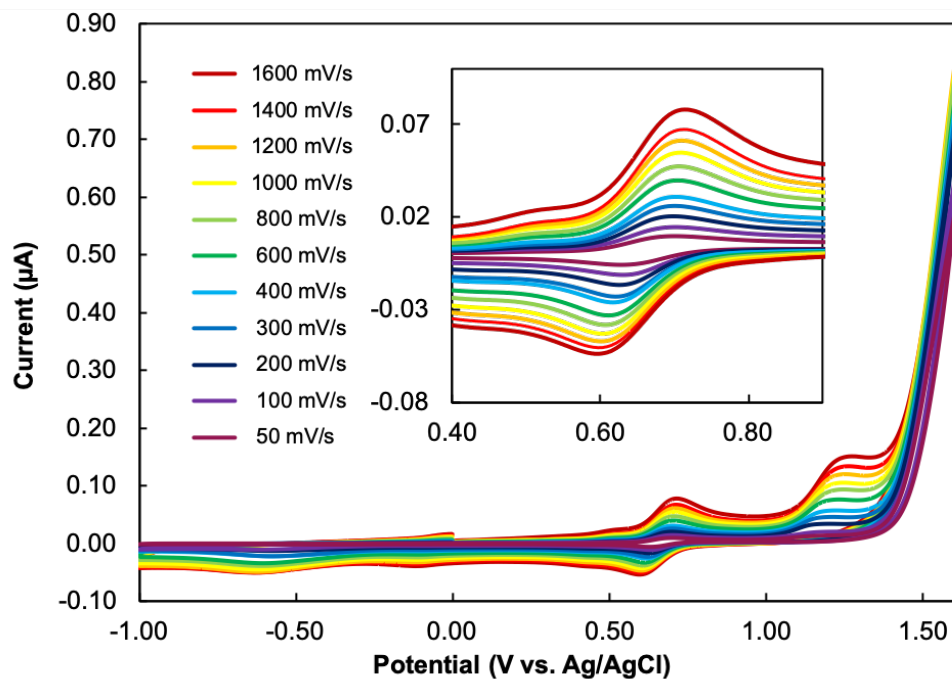 0.90
0.80
0.70
0.60
0.50
0.40
0.30
0.20
0.10
0.00
-0.10
Current (µA)
1600 mV/s
1400 mV/s
1200 mV/s
1000 mV/s
800 mV/s
600 mV/s
400 mV/s
300 mV/s
200 mV/s
100 mV/s
50 mV/s
0.07
0.02
-0.03
-0.08
0.40 0.60 0.80
-1.00 -0.50 0.00 0.50 1.00 1.50
Potential (V vs. Ag/AgCl)